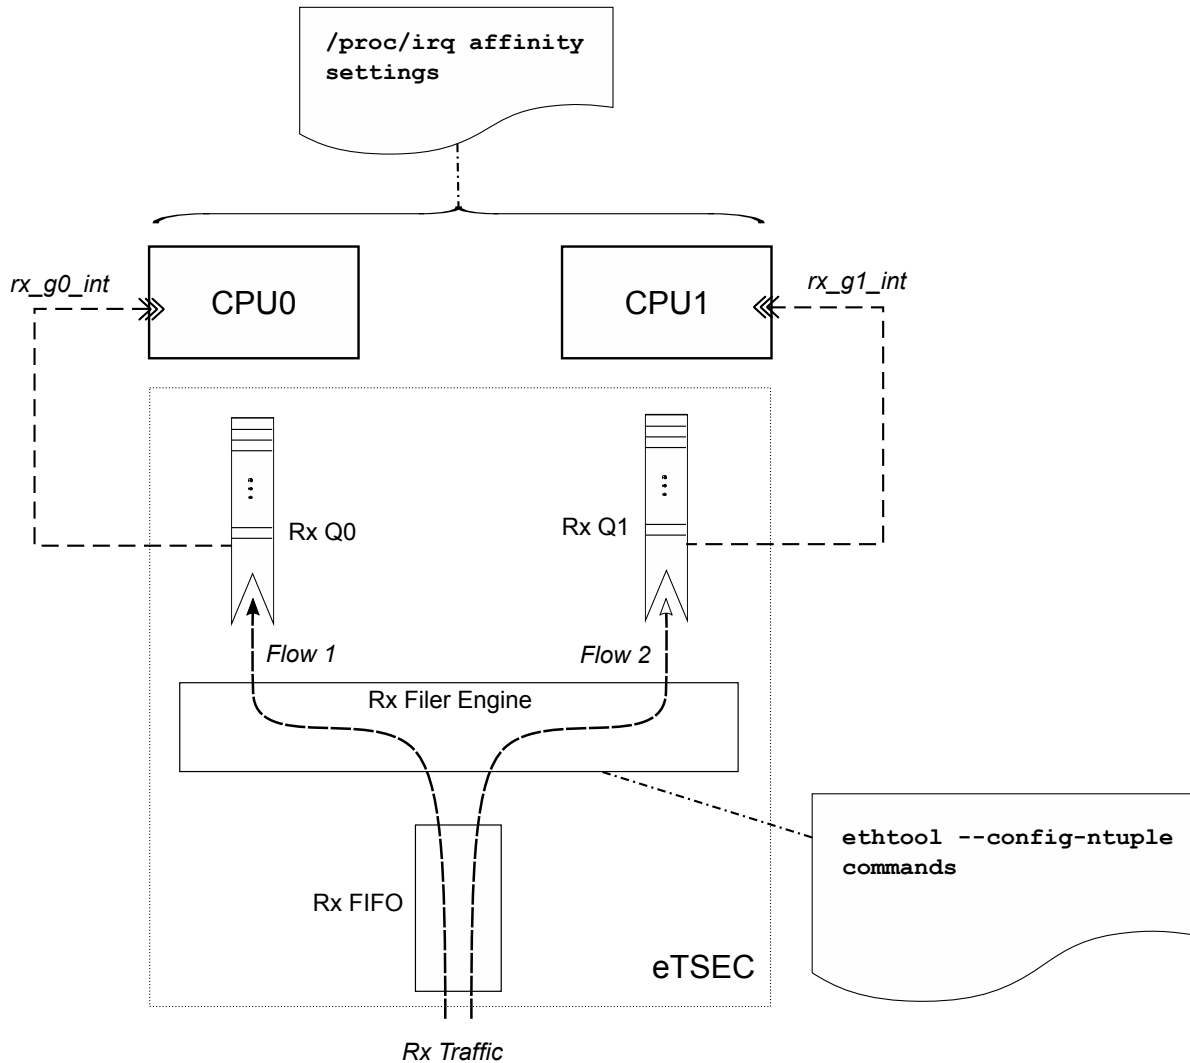 /proc/irq affinity
settings
rx_g0_int
rx_g1_int
CPU0
CPU1
Rx Q0
Rx Q1
Flow 1
Flow 2
Rx Filer Engine
ethtool --config-ntuple
commands
Rx FIFO
eTSEC
Rx Traffic